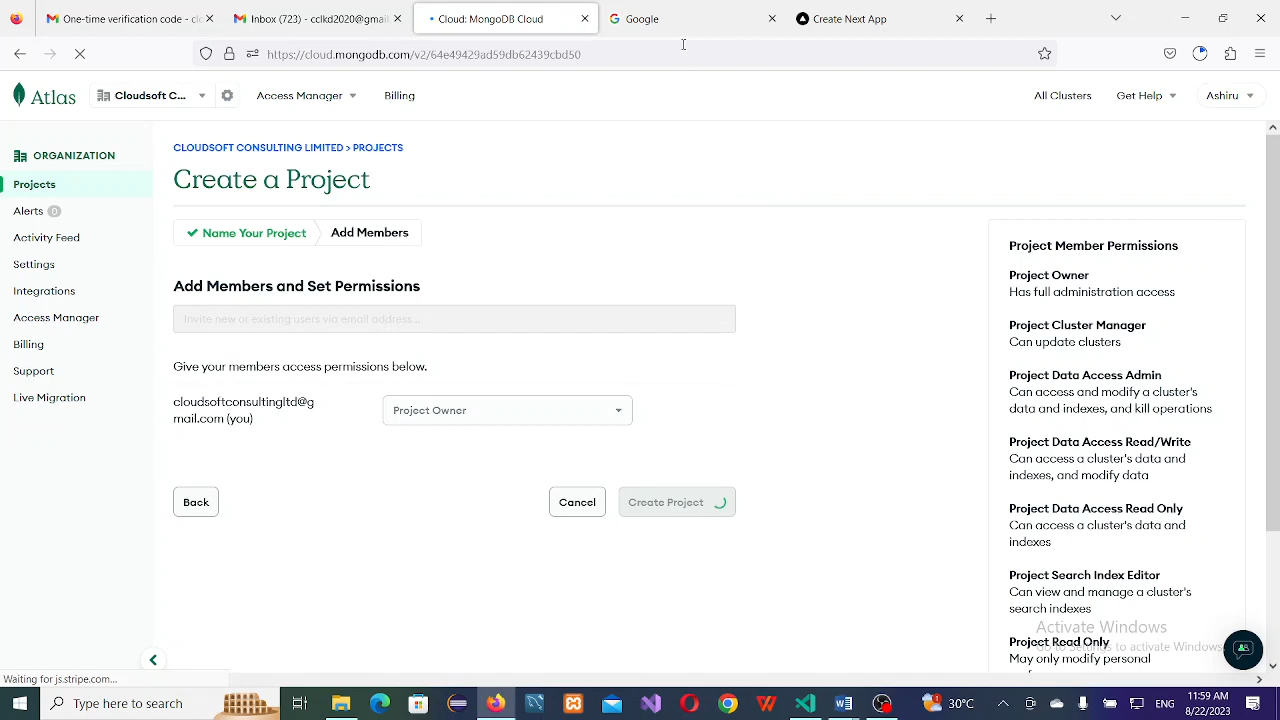 One-time verification code - clo
Inbox (723) - cclkd2020@gmail
Cloud: MongoDB Cloud
Google
Create Next App
https://cloud.mongodb.com/v2/64e49429ad59db62439cbd50
Atlas
Cloudsoft C...
Access Manager
Billing
All Clusters
Get Help
Ashiru
ORGANIZATION
Projects
Alerts 0
Activity Feed
Settings
Integrations
Access Manager
Billing
Support
Live Migration
CLOUDSOFT CONSULTING LIMITED > PROJECTS
Create a Project
Name Your Project
Add Members
Add Members and Set Permissions
Invite new or existing users via email address...
Give your members access permissions below.
cloudsoftconsultingltd@g
mail.com (you)
Project Owner
Back
Cancel
Create Project
Project Member Permissions
Project Owner
Has full administration access
Project Cluster Manager
Can update clusters
Project Data Access Admin
Can access and modify a cluster's
data and indexes, and kill operations
Project Data Access Read/Write
Can access a cluster's data and
indexes, and modify data
Project Data Access Read Only
Can access a cluster's data and
indexes
Project Search Index Editor
Can view and manage a cluster's
search indexes
Project Read Only
May only modify personal
Activate Windows
Go to Settings to activate Windows.
Waiting for js.stripe.com...
Type here to search
30°C
ENG
11:59 AM
8/22/2023